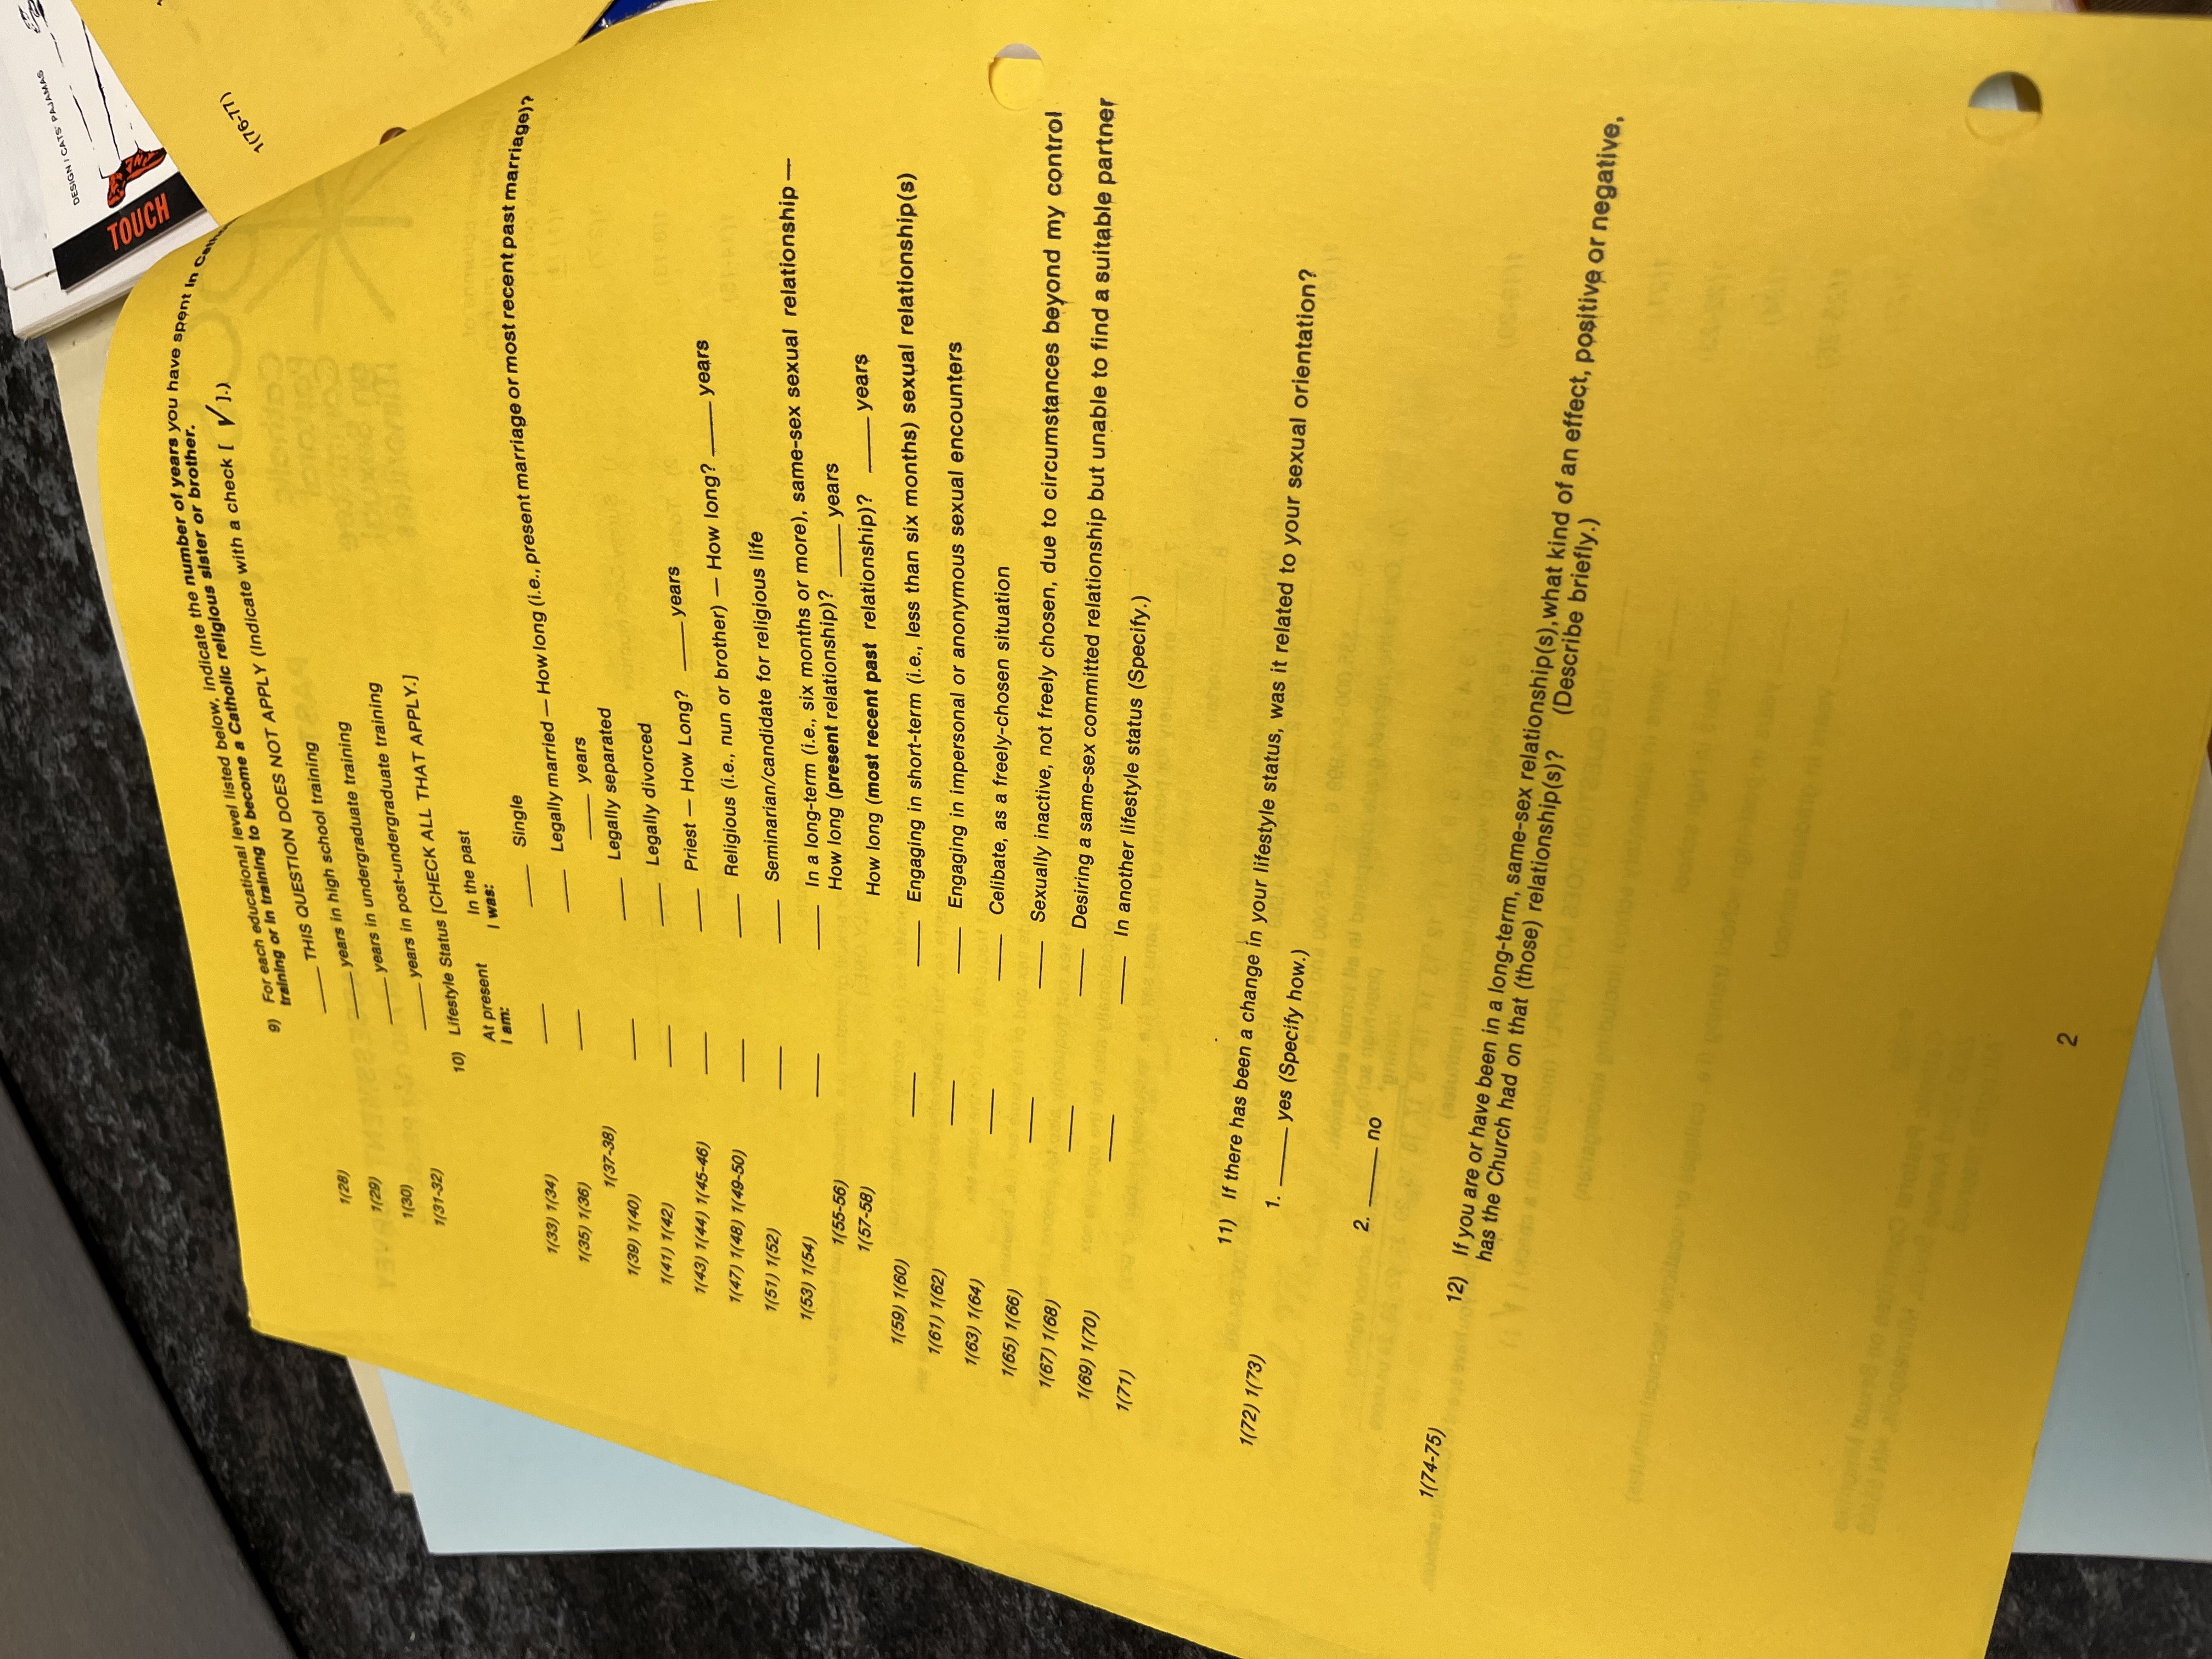 DESIGN / CATS' PAJAMAS
TOUCH
1(76-77)
9) For each educational level listed below, indicate the number of years you have spent in
training or in training to become a Catholic religious sister or brother.
____ THIS QUESTION DOES NOT APPLY (Indicate with a check [ ✓ ].)
1(28) ____ years in high school training
1(29) ____ years in undergraduate training
1(30) ____ years in post-undergraduate training
1(31-32)
10) Lifestyle Status [CHECK ALL THAT APPLY.]
At present In the past
I am: I was:
1(33) 1(34) ____ ____ Single
1(35) 1(36) ____ ____ Legally married — How long (i.e., present marriage or most recent past marriage)?
1(37-38) ____ years
1(39) 1(40) ____ ____ Legally separated
1(41) 1(42) ____ ____ Legally divorced
1(43) 1(44) 1(45-46) ____ ____ Priest — How Long? ____ years
1(47) 1(48) 1(49-50) ____ ____ Religious (i.e., nun or brother) — How long? ____ years
1(51) 1(52) ____ ____ Seminarian/candidate for religious life
1(53) 1(54) ____ ____ In a long-term (i.e., six months or more), same-sex sexual relationship —
1(55-56) How long (present relationship)? ____ years
1(57-58) How long (most recent past relationship)? ____ years
1(59) 1(60) ____ ____ Engaging in short-term (i.e., less than six months) sexual relationship(s)
1(61) 1(62) ____ ____ Engaging in impersonal or anonymous sexual encounters
1(63) 1(64) ____ ____ Celibate, as a freely-chosen situation
1(65) 1(66) ____ ____ Sexually inactive, not freely chosen, due to circumstances beyond my control
1(67) 1(68) ____ ____ Desiring a same-sex committed relationship but unable to find a suitable partner
1(69) 1(70) ____ ____ In another lifestyle status (Specify.)
1(71)
11) If there has been a change in your lifestyle status, was it related to your sexual orientation?
1(72) 1(73) 1. ____ yes (Specify how.)
2. ____ no
1(74-75)
12) If you are or have been in a long-term, same-sex relationship(s), what kind of an effect, positive or negative,
has the Church had on that (those) relationship(s)? (Describe briefly.)
2